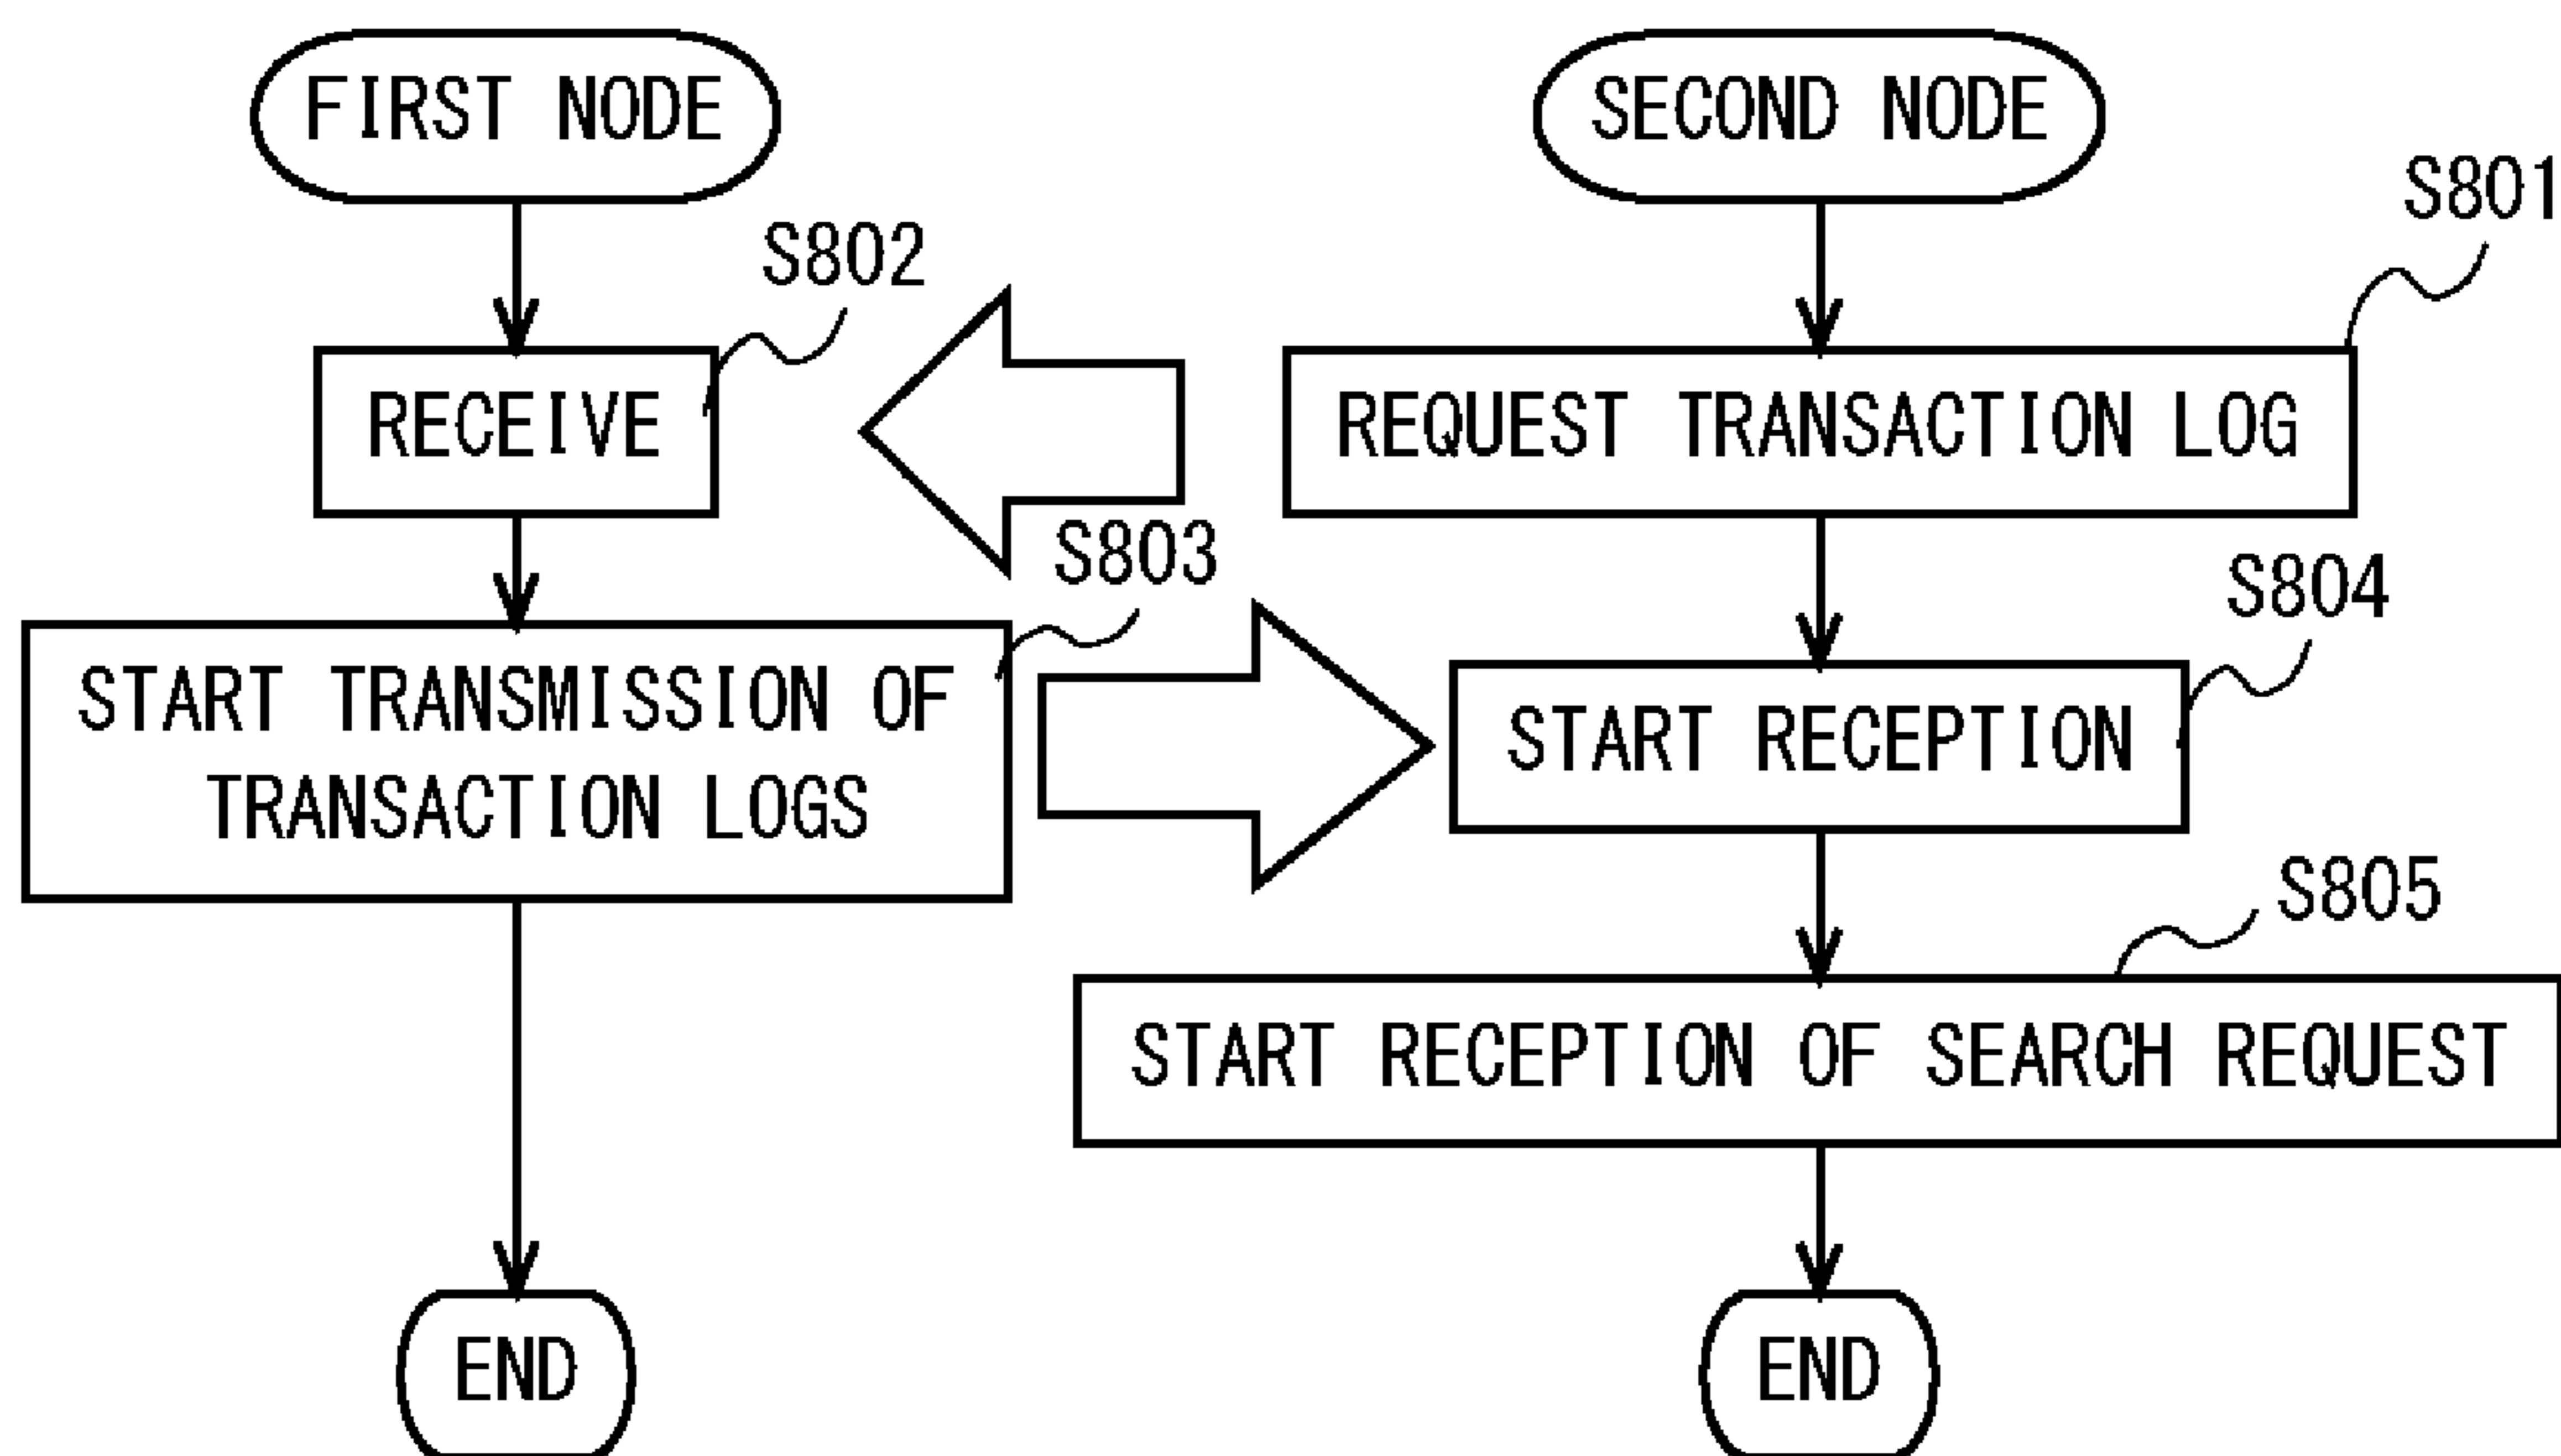 FIRST NODE
SECOND NODE
S801
S802
RECEIVE
REQUEST TRANSACTION LOG
S803
S804
START TRANSMISSION OF
TRANSACTION LOGS
START RECEPTION
S805
START RECEPTION OF SEARCH REQUEST
END
END